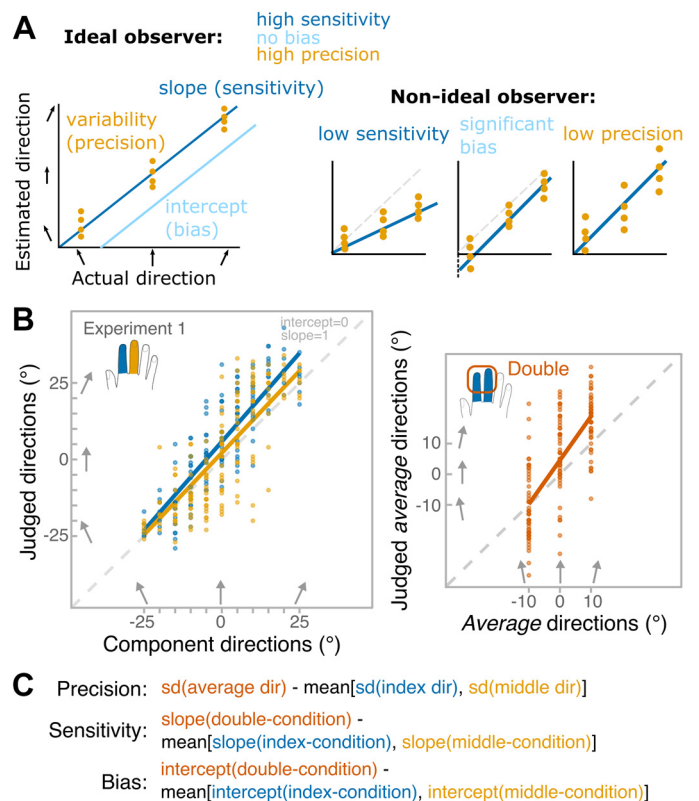 A
Ideal observer:
high sensitivity
no bias
high precision
slope (sensitivity)
variability
(precision)
intercept
(bias)
Estimated direction
Actual direction
Non-ideal observer:
low sensitivity
significant
bias
low precision
B
Experiment 1
intercept=0
slope=1
Judged directions (°)
25
0
-25
-25
0
25
Component directions (°)
Double
Judged average directions (°)
10
0
-10
-10
0
10
Average directions (°)
C
Precision: sd(average dir) - mean[sd(index dir), sd(middle dir)]
Sensitivity: slope(double-condition) -
mean[slope(index-condition), slope(middle-condition)]
Bias: intercept(double-condition) -
mean[intercept(index-condition), intercept(middle-condition)]